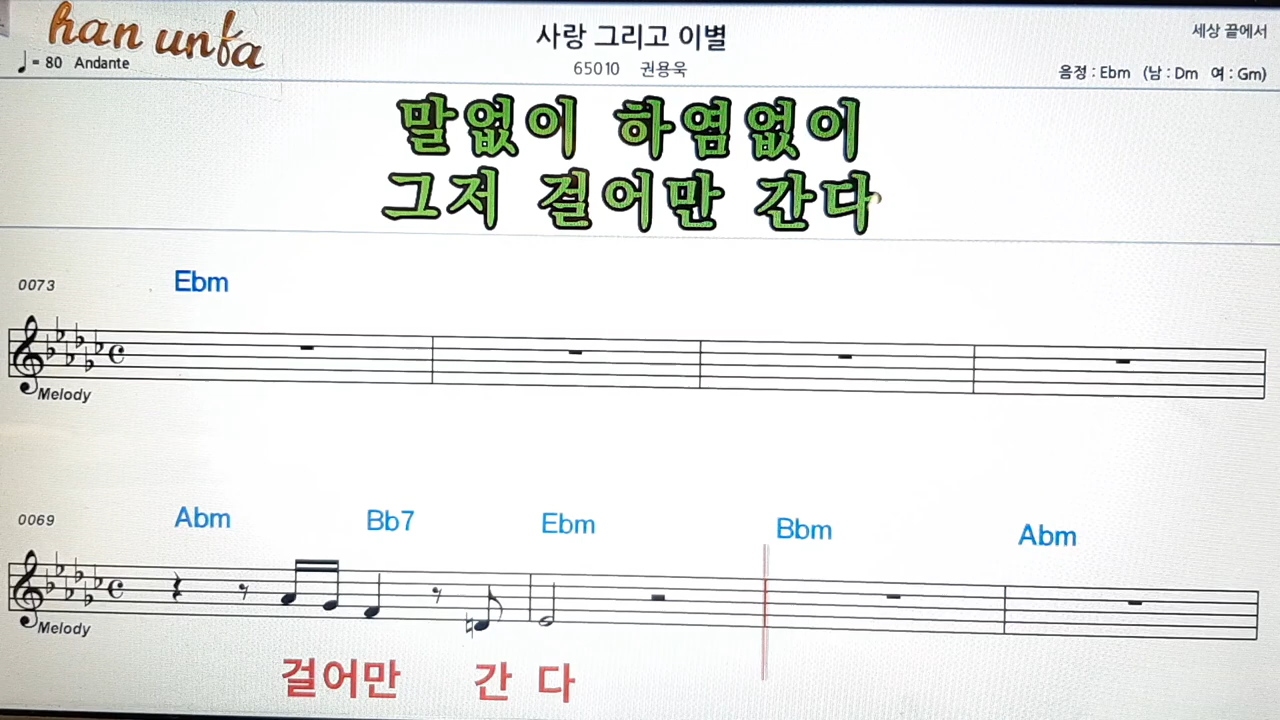 han unfa
사랑 그리고 이별
세상 끝에서
♩= 80 Andante
65010 권용욱
음정 : Ebm (남 : Dm 여 : Gm)
말없이 하염없이
그저 걸어만 간다
0073 Ebm
Melody
0069 Abm Bb7 Ebm Bbm Abm
Melody
걸어만 간 다